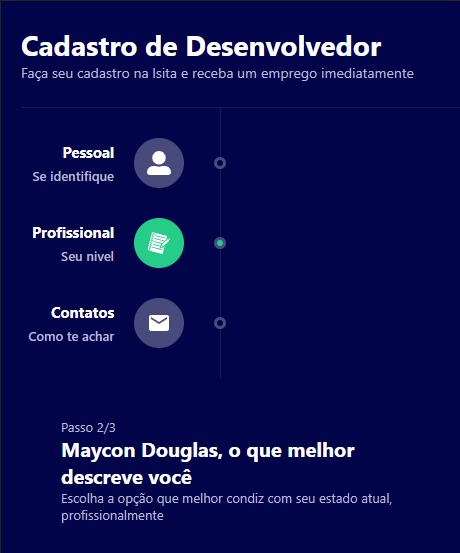 Cadastro de Desenvolvedor
Faça seu cadastro na lsita e receba um emprego imediatamente
Pessoal
Se identifique
Profissional
Seu nivel
Contatos
Como te achar
Passo 2/3
Maycon Douglas, o que melhor
descreve você
Escolha a opção que melhor condiz com seu estado atual,
profissionalmente